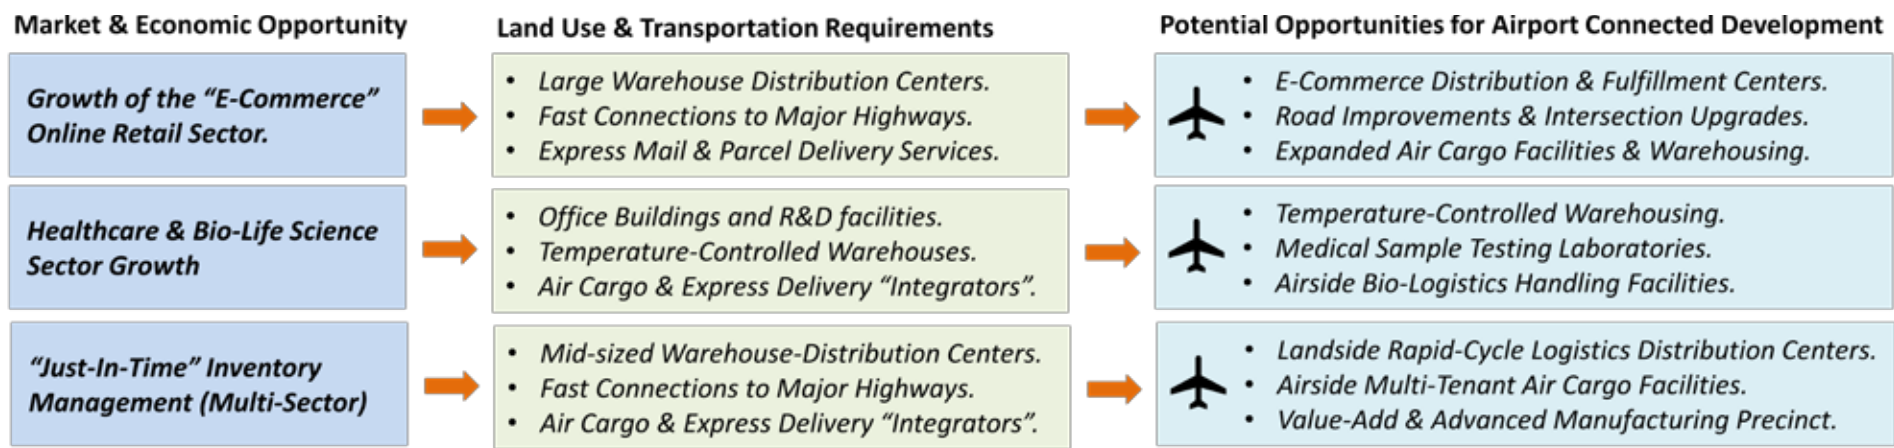 Market & Economic Opportunity
Land Use & Transportation Requirements
Potential Opportunities for Airport Connected Development
Growth of the “E-Commerce”
Online Retail Sector.
• Large Warehouse Distribution Centers.
• Fast Connections to Major Highways.
• Express Mail & Parcel Delivery Services.
• E-Commerce Distribution & Fulfillment Centers.
• Road Improvements & Intersection Upgrades.
• Expanded Air Cargo Facilities & Warehousing.
Healthcare & Bio-Life Science
Sector Growth
• Office Buildings and R&D facilities.
• Temperature-Controlled Warehouses.
• Air Cargo & Express Delivery “Integrators”.
• Temperature-Controlled Warehousing.
• Medical Sample Testing Laboratories.
• Airside Bio-Logistics Handling Facilities.
“Just-In-Time” Inventory
Management (Multi-Sector)
• Mid-sized Warehouse-Distribution Centers.
• Fast Connections to Major Highways.
• Air Cargo & Express Delivery “Integrators”.
• Landside Rapid-Cycle Logistics Distribution Centers.
• Airside Multi-Tenant Air Cargo Facilities.
• Value-Add & Advanced Manufacturing Precinct.